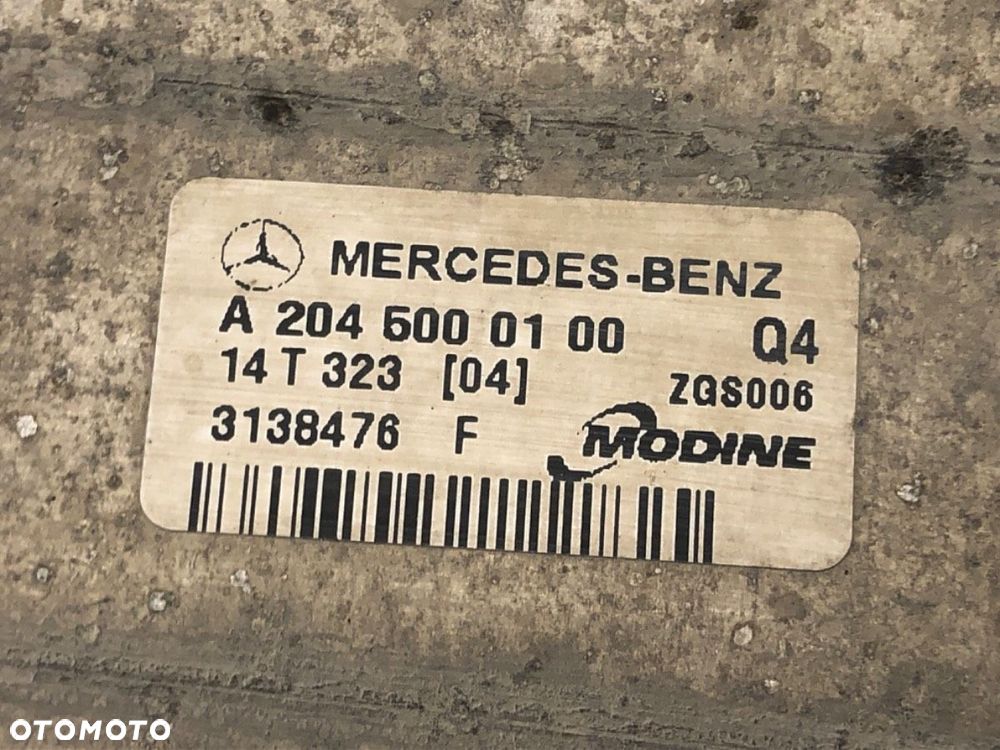 MERCEDES-BENZ
A 204 500 01 00 Q4
14 T 323 [04] ZGS006
3138476 F MODINE
OTOMOTO